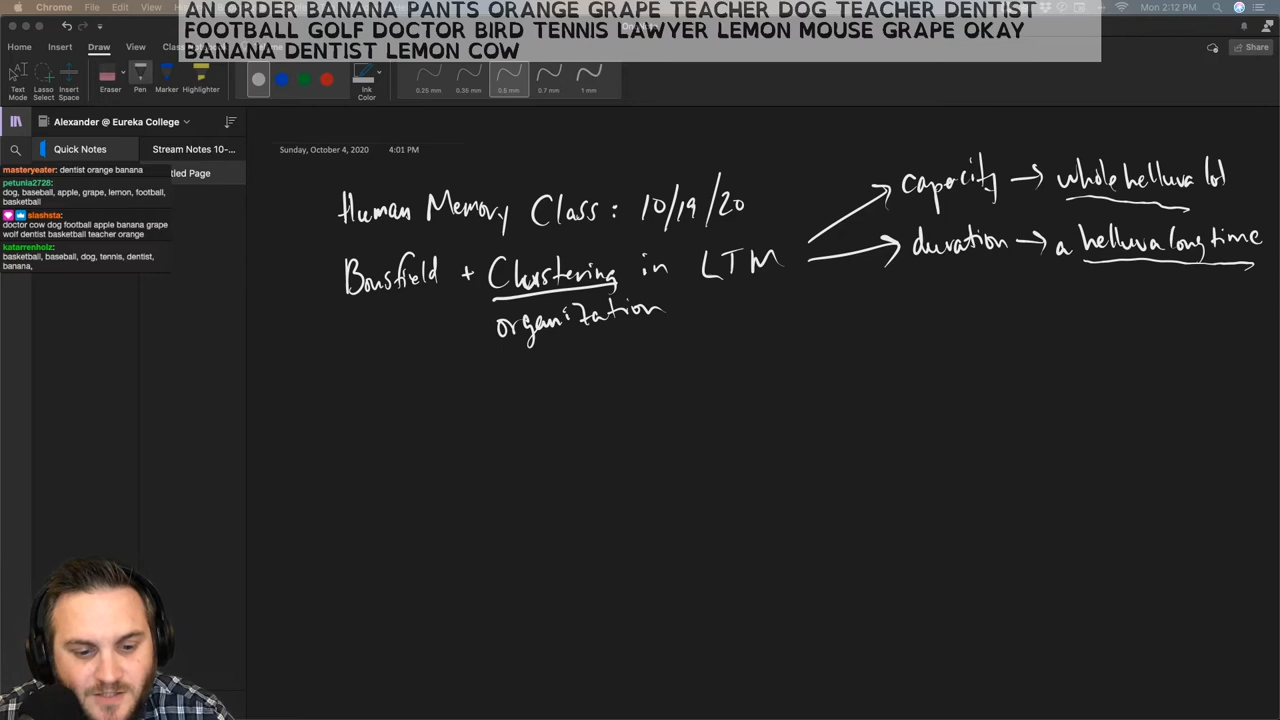 AN ORDER BANANA PANTS ORANGE GRAPE TEACHER DOG TEACHER DENTIST
FOOTBALL GOLF DOCTOR BIRD TENNIS LAWYER LEMON MOUSE GRAPE OKAY
BANANA DENTIST LEMON COW
Chrome File Edit View
Mon 2:12 PM
Home Insert Draw View
Share
Text Mode
Lasso Select
Insert Space
Eraser
Pen
Marker
Highlighter
Ink Color
0.25 mm
0.35 mm
0.5 mm
0.7 mm
1 mm
Alexander @ Eureka College
Quick Notes
Stream Notes 10-...
Sunday, October 4, 2020 4:01 PM
masteryeater: dentist orange banana
petunia2728:
dog, baseball, apple, grape, lemon, football,
basketball
slashsta:
doctor cow dog football apple banana grape
wolf dentist basketball teacher orange
katarrenholz:
basketball, baseball, dog, tennis, dentist,
banana,
tled Page
Human Memory Class: 10/19/20
Bousfield + Clustering in LTM
organization
capacity → whole helluva lot
duration → a helluva long time